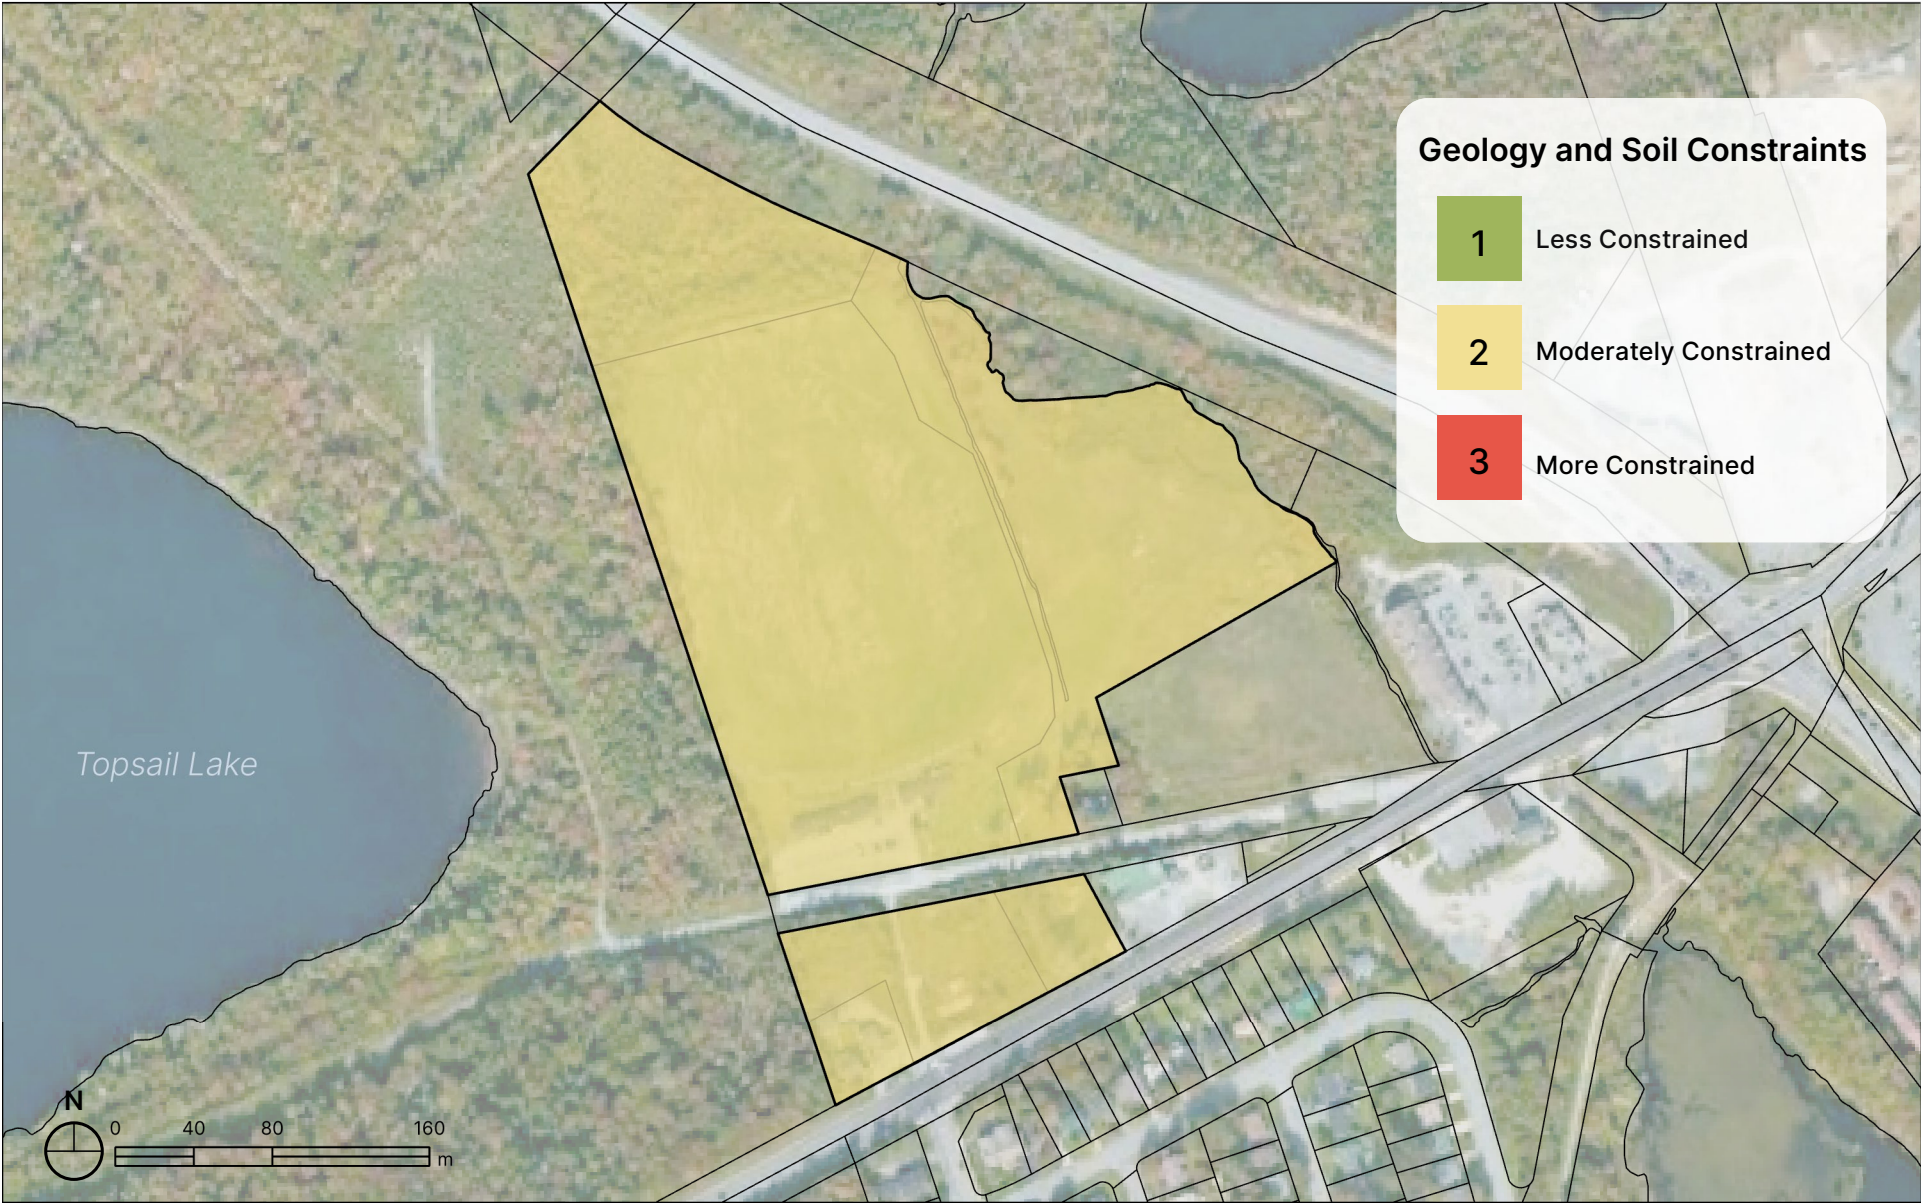 Geology and Soil Constraints
1 Less Constrained
2 Moderately Constrained
3 More Constrained
Topsail Lake
N
0 40 80 160
m